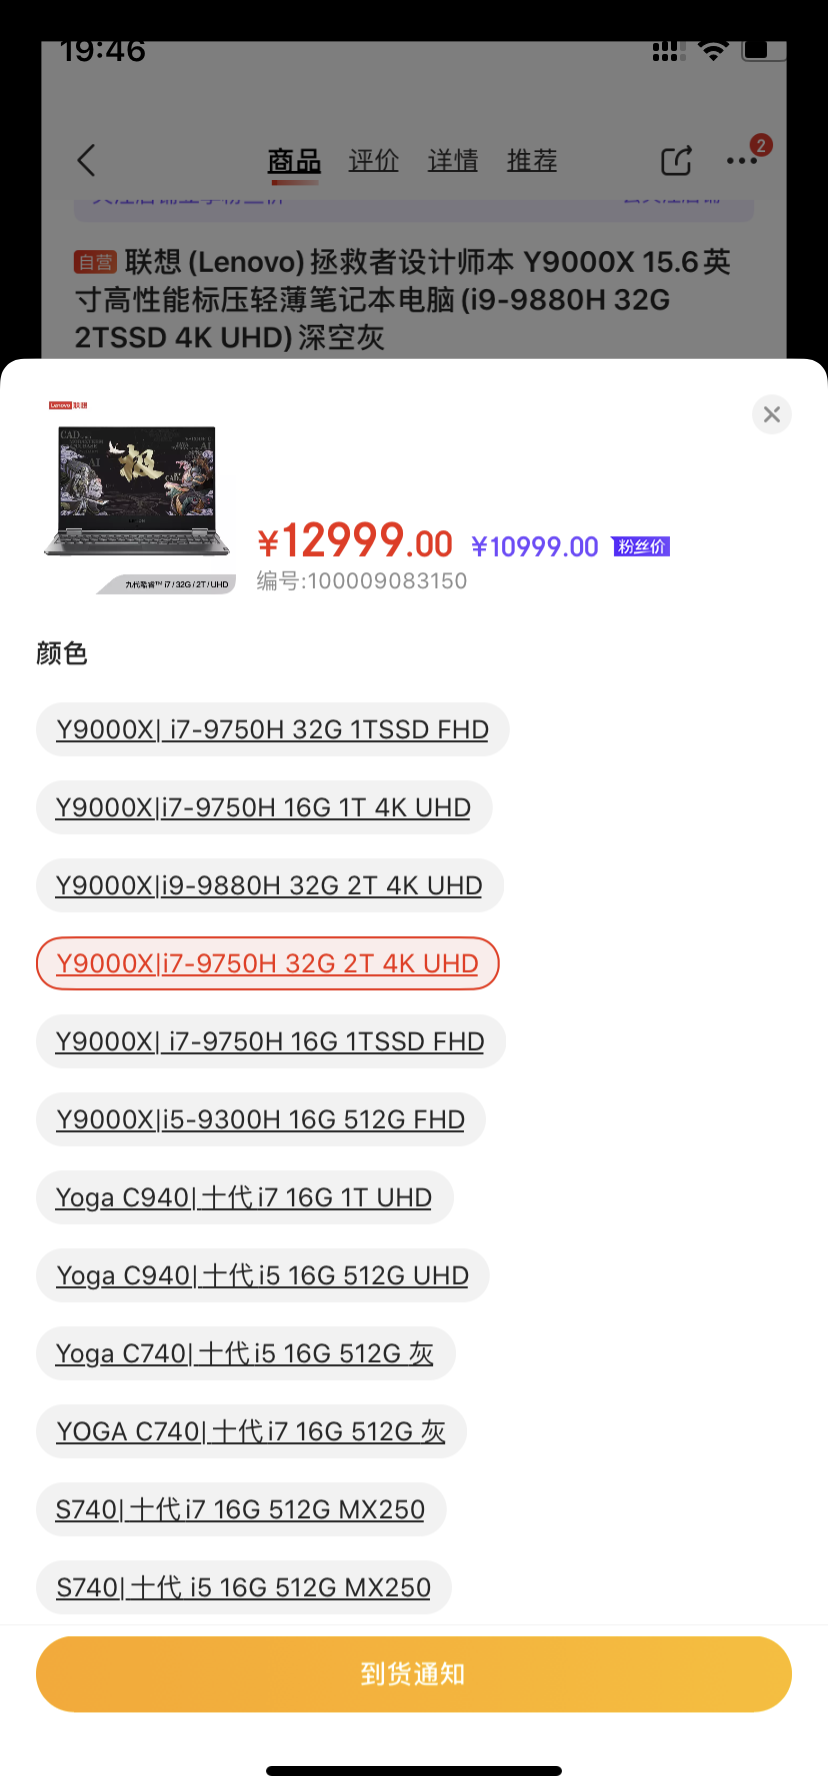 19:46
商品 评价 详情 推荐
2
自营 联想 (Lenovo) 拯救者设计师本 Y9000X 15.6英
寸高性能标压轻薄笔记本电脑 (i9-9880H 32G
2TSSD 4K UHD) 深空灰
Lenovo 联想
CAD
AI
极
九代酷睿™ i7 / 32G / 2T / UHD
¥12999.00 ¥10999.00 粉丝价
编号:100009083150
颜色
Y9000X| i7-9750H 32G 1TSSD FHD
Y9000X|i7-9750H 16G 1T 4K UHD
Y9000X|i9-9880H 32G 2T 4K UHD
Y9000X|i7-9750H 32G 2T 4K UHD
Y9000X| i7-9750H 16G 1TSSD FHD
Y9000X|i5-9300H 16G 512G FHD
Yoga C940| 十代 i7 16G 1T UHD
Yoga C940| 十代 i5 16G 512G UHD
Yoga C740| 十代 i5 16G 512G 灰
YOGA C740| 十代 i7 16G 512G 灰
S740| 十代 i7 16G 512G MX250
S740| 十代 i5 16G 512G MX250
到货通知